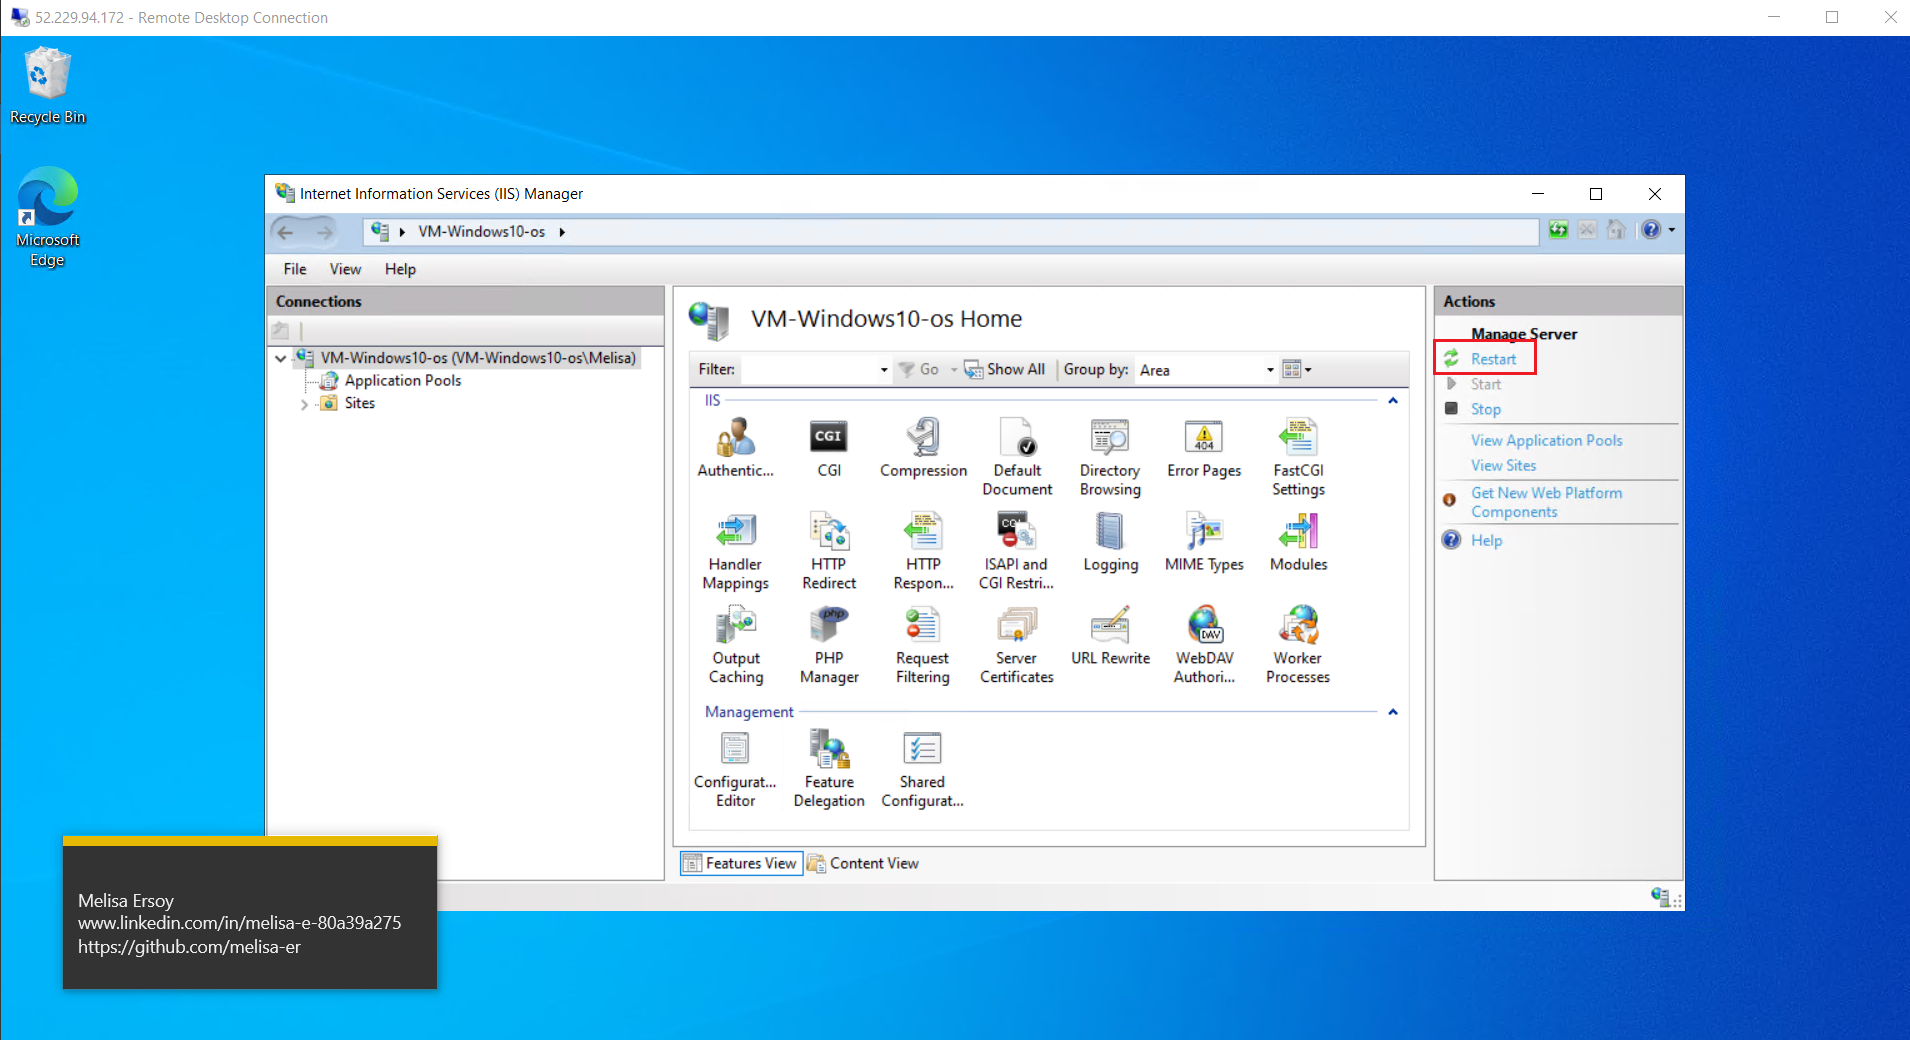 52.229.94.172 - Remote Desktop Connection
Recycle Bin
Microsoft
Edge
Internet Information Services (IIS) Manager
VM-Windows10-os
File View Help
Connections
VM-Windows10-os (VM-Windows10-os\Melisa)
Application Pools
Sites
VM-Windows10-os Home
Filter: Go Show All Group by: Area
IIS
Authentic...
CGI
CGI
Compression
Default
Document
Directory
Browsing
404
Error Pages
FastCGI
Settings
Handler
Mappings
HTTP
Redirect
HTTP
Respon...
CGI
ISAPI and
CGI Restri...
Logging
MIME Types
Modules
Output
Caching
php
PHP
Manager
Request
Filtering
Server
Certificates
URL Rewrite
DAV
WebDAV
Authori...
Worker
Processes
Management
Configurat...
Editor
Feature
Delegation
Shared
Configurat...
Features View Content View
Actions
Manage Server
Restart
Start
Stop
View Application Pools
View Sites
Get New Web Platform
Components
Help
Melisa Ersoy
www.linkedin.com/in/melisa-e-80a39a275
https://github.com/melisa-er